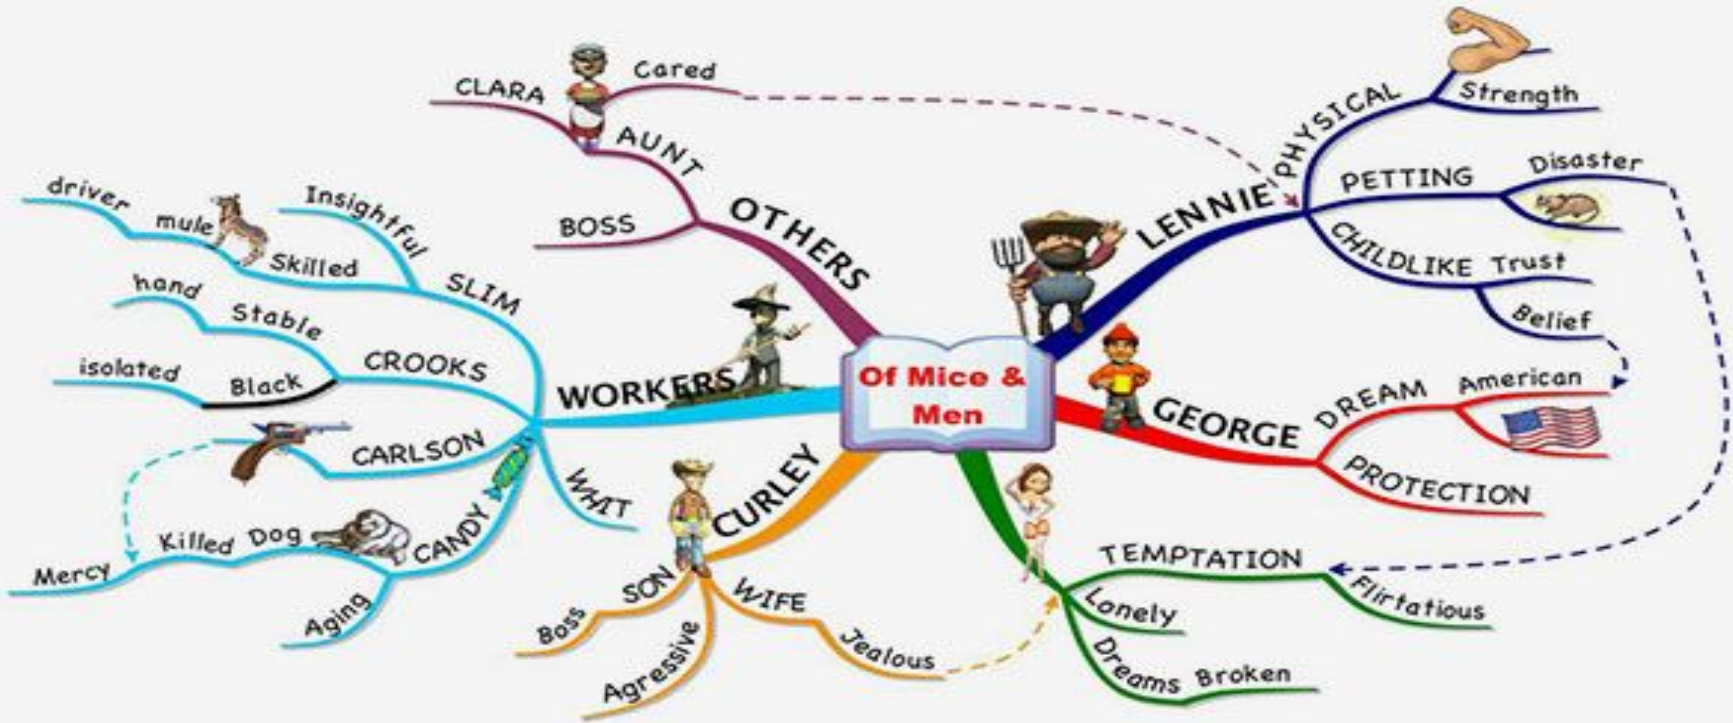 Of Mice &
Men
LENNIE
PHYSICAL
Strength
PETTING
Disaster
CHILDLIKE Trust
Belief
GEORGE
DREAM
American
PROTECTION
TEMPTATION
Flirtatious
Lonely
Dreams Broken
CURLEY
WIFE
Jealous
Agressive
SON
Boss
WORKERS
SLIM
Insightful
Skilled
mule
driver
CROOKS
Stable
hand
Black
isolated
CARLSON
CANDY
Dog
Killed
Mercy
Aging
WHIT
OTHERS
AUNT
CLARA
Cared
BOSS